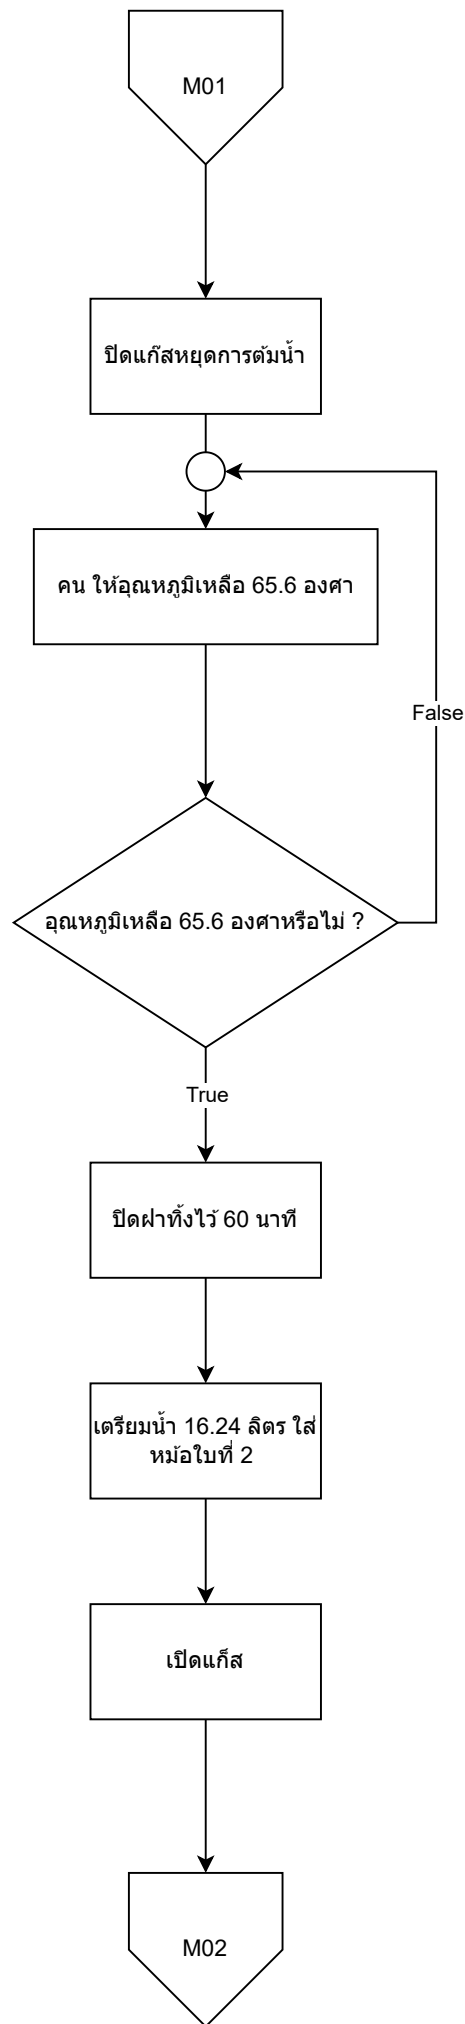 M01
ปิดแก๊สหยุดการต้มน้ำ
คน ให้อุณหภูมิเหลือ 65.6 องศา
False
อุณหภูมิเหลือ 65.6 องศาหรือไม่ ?
True
ปิดฝาทิ้งไว้ 60 นาที
เตรียมน้ำ 16.24 ลิตร ใส่
หม้อใบที่ 2
เปิดแก็ส
M02